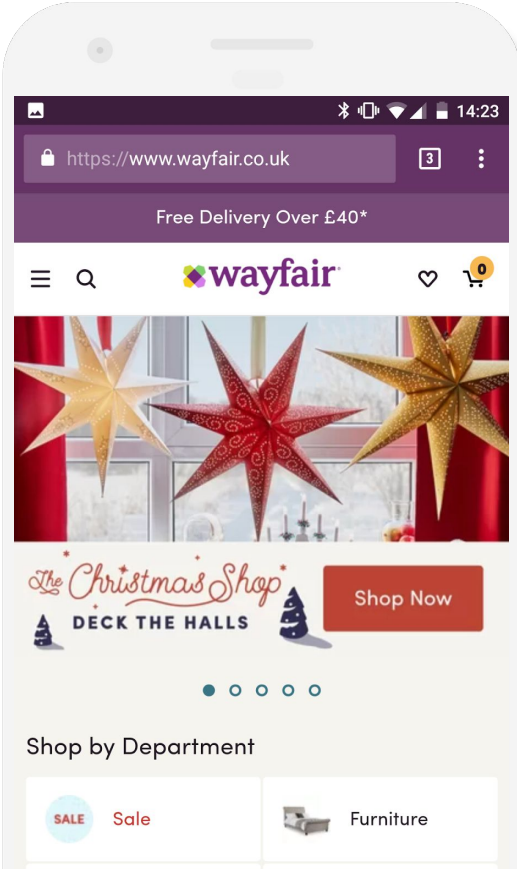 14:23
https://www.wayfair.co.uk
3
Free Delivery Over £40*
wayfair
0
The Christmas Shop
DECK THE HALLS
Shop Now
Shop by Department
SALE Sale
Furniture